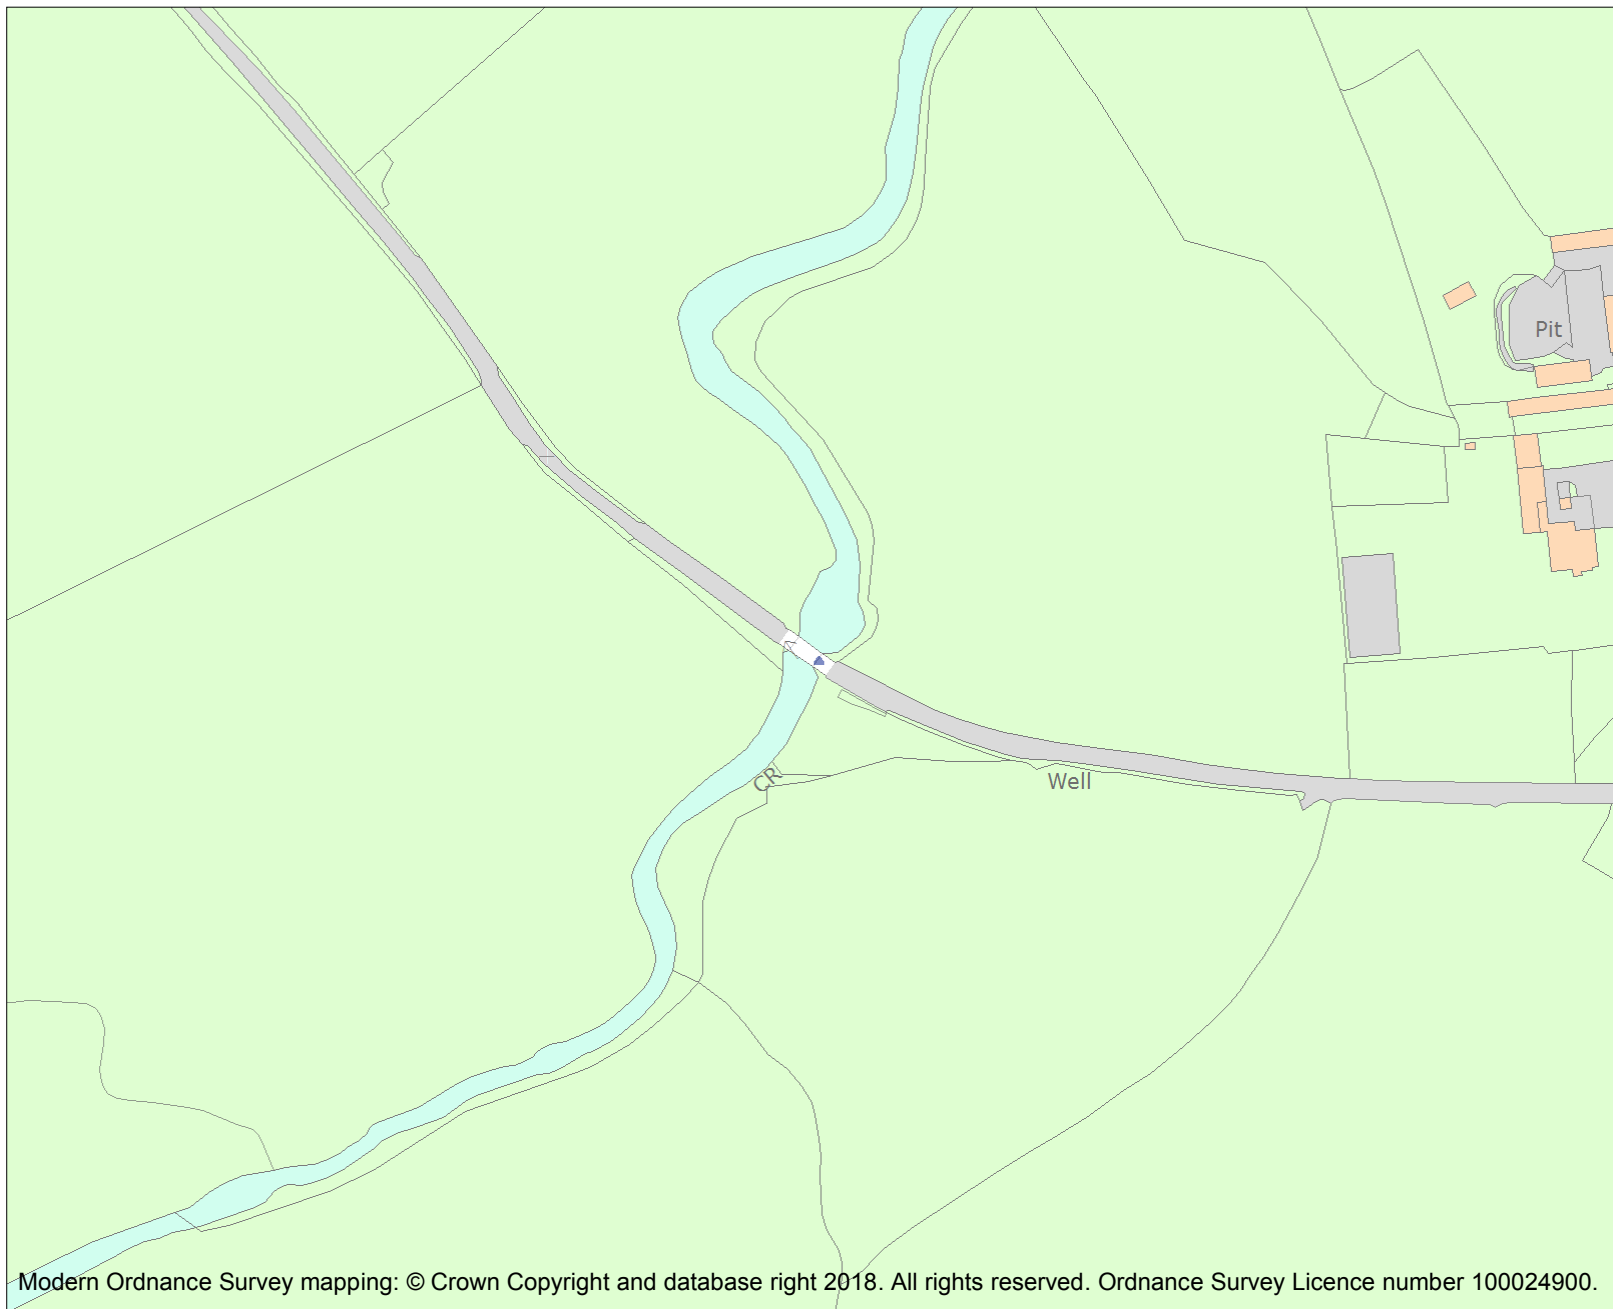 Pit
CR
Well
Modern Ordnance Survey mapping: © Crown Copyright and database right 2018. All rights reserved. Ordnance Survey Licence number 100024900.